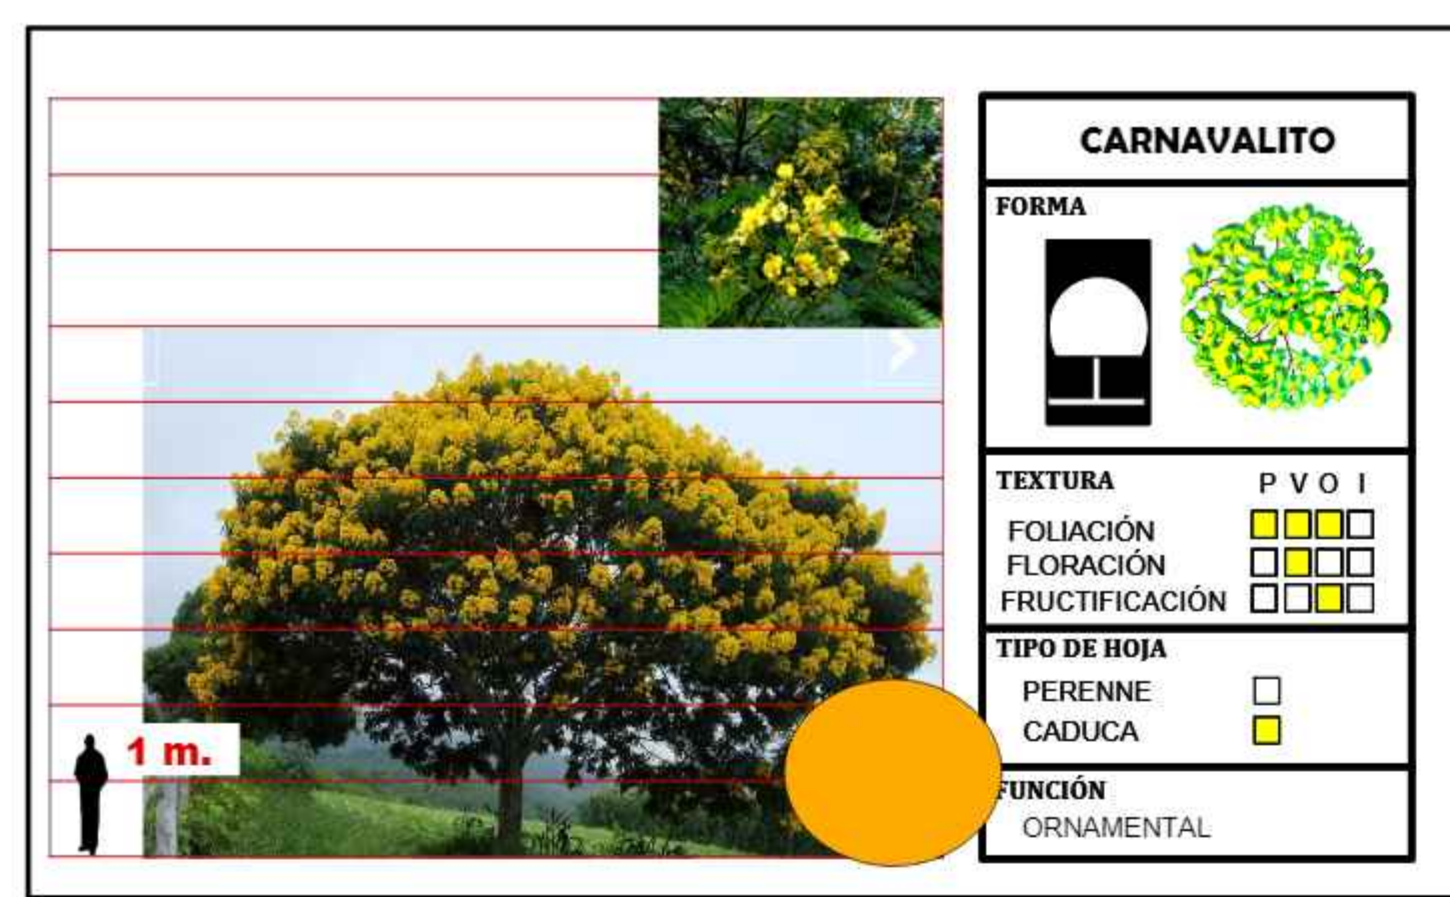 CARNAVALITO
FORMA
TEXTURA P V O I
FOLIACIÓN
FLORACIÓN
FRUCTIFICACIÓN
TIPO DE HOJA
PERENNE
CADUCA
FUNCIÓN
ORNAMENTAL
1 m.